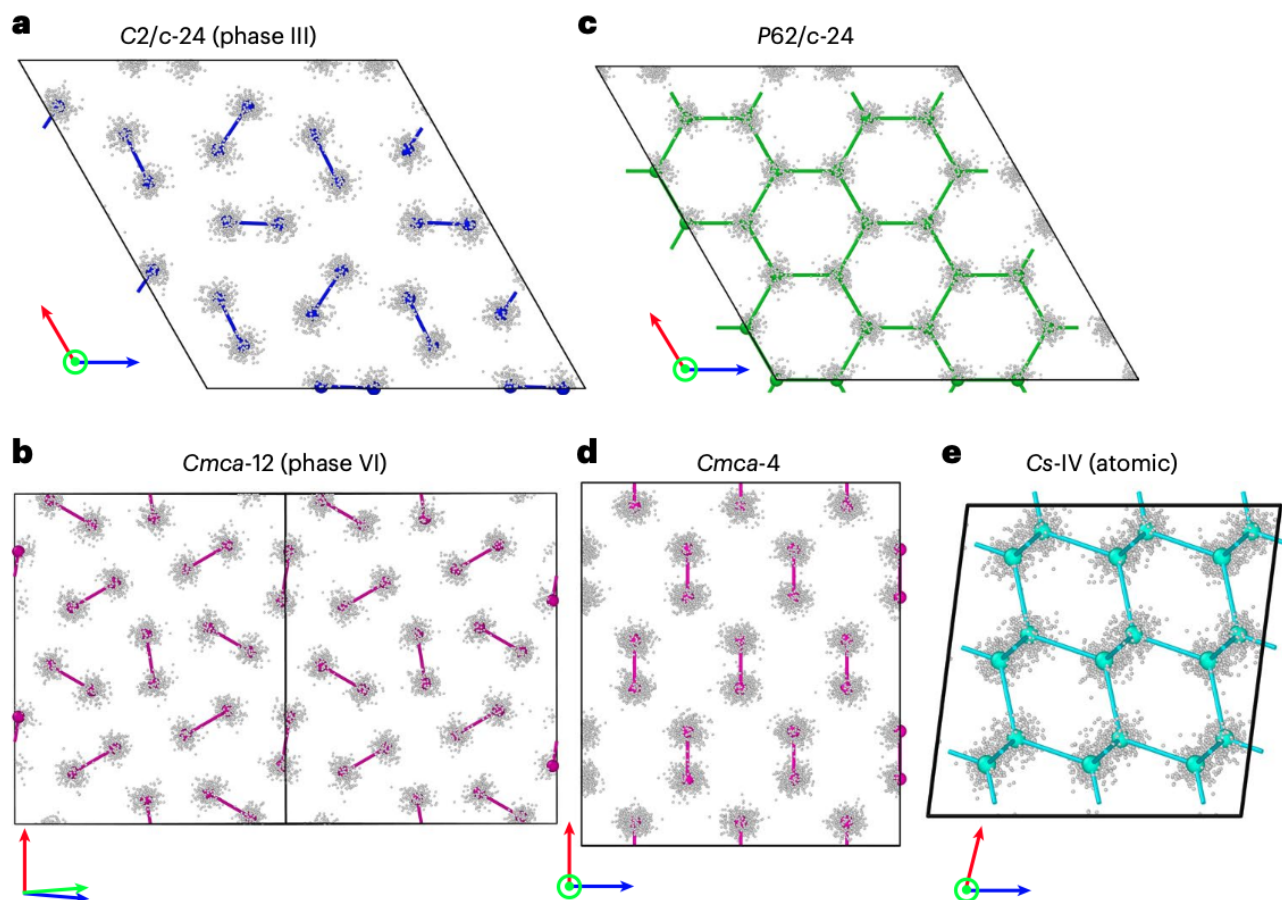 a
C2/c-24 (phase III)
c
P62/c-24
b
Cmca-12 (phase VI)
d
Cmca-4
e
Cs-IV (atomic)